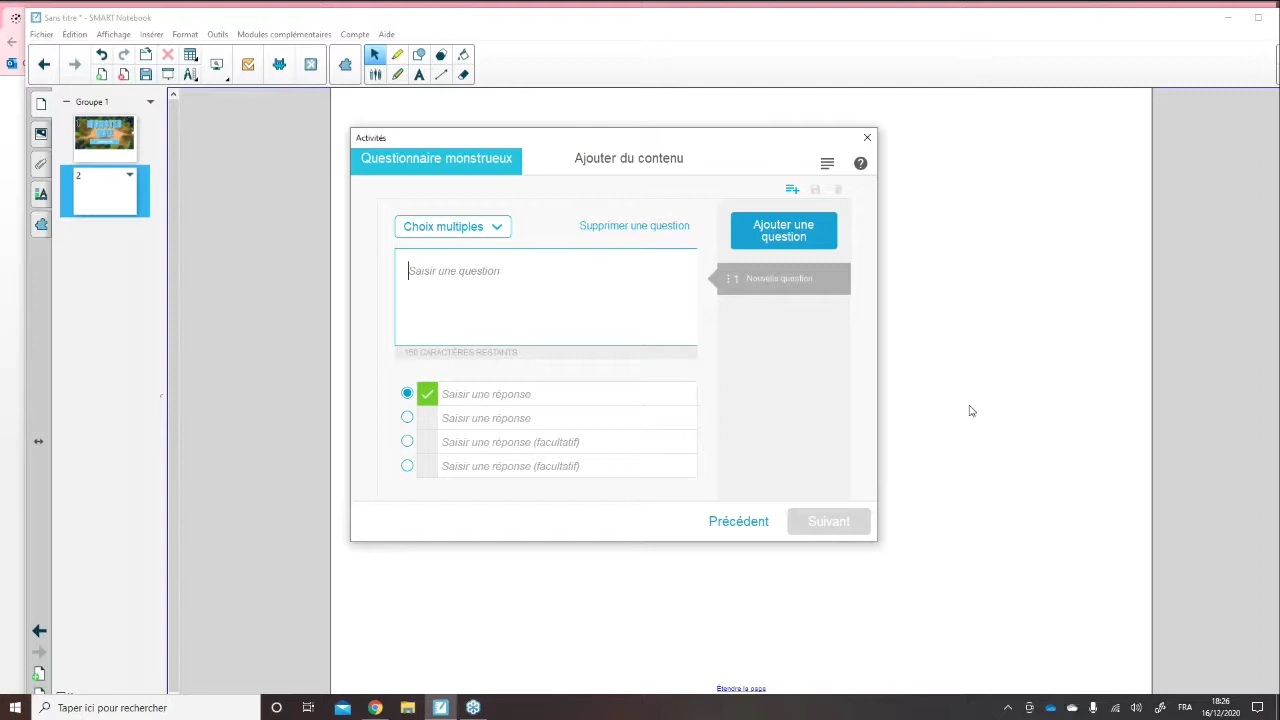 Sans titre * - SMART Notebook
Fichier Édition Affichage Insérer Format Outils Modules complémentaires Compte Aide
Groupe 1
2
Activités
Questionnaire monstrueux
Ajouter du contenu
Choix multiples
Supprimer une question
Ajouter une
question
Saisir une question
1 Nouvelle question
150 CARACTÈRES RESTANTS
Saisir une réponse
Saisir une réponse
Saisir une réponse (facultatif)
Saisir une réponse (facultatif)
Précédent
Suivant
Étendre la page
Taper ici pour rechercher
FRA
18:26
16/12/2020